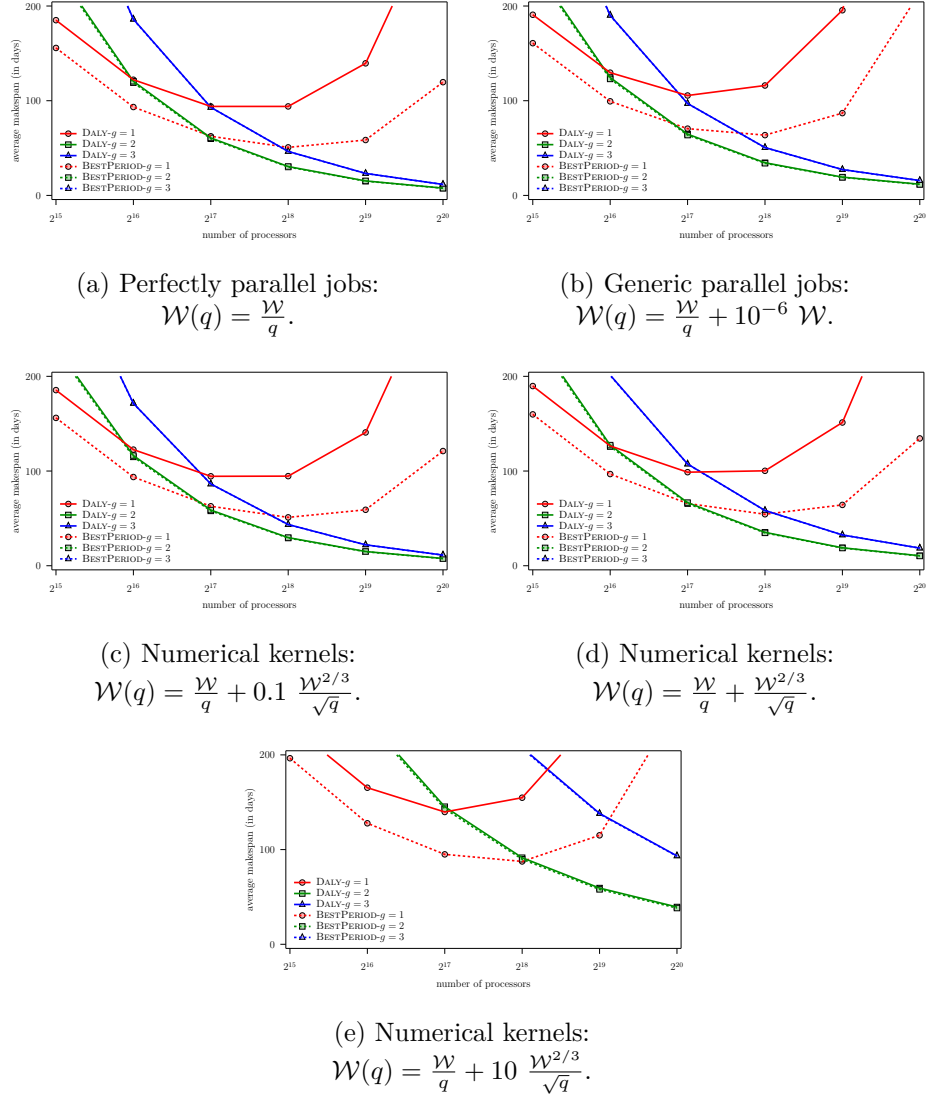 200
100
0
average makespan (in days)
DALY-g = 1
DALY-g = 2
DALY-g = 3
BESTPERIOD-g = 1
BESTPERIOD-g = 2
BESTPERIOD-g = 3
2^15 2^16 2^17 2^18 2^19 2^20
number of processors
(a) Perfectly parallel jobs:
𝒲(q) = 𝒲/q.
200
100
0
average makespan (in days)
DALY-g = 1
DALY-g = 2
DALY-g = 3
BESTPERIOD-g = 1
BESTPERIOD-g = 2
BESTPERIOD-g = 3
2^15 2^16 2^17 2^18 2^19 2^20
number of processors
(b) Generic parallel jobs:
𝒲(q) = 𝒲/q + 10^−6 𝒲.
200
100
0
average makespan (in days)
DALY-g = 1
DALY-g = 2
DALY-g = 3
BESTPERIOD-g = 1
BESTPERIOD-g = 2
BESTPERIOD-g = 3
2^15 2^16 2^17 2^18 2^19 2^20
number of processors
(c) Numerical kernels:
𝒲(q) = 𝒲/q + 0.1 𝒲^2/3/√q.
200
100
0
average makespan (in days)
DALY-g = 1
DALY-g = 2
DALY-g = 3
BESTPERIOD-g = 1
BESTPERIOD-g = 2
BESTPERIOD-g = 3
2^15 2^16 2^17 2^18 2^19 2^20
number of processors
(d) Numerical kernels:
𝒲(q) = 𝒲/q + 𝒲^2/3/√q.
200
100
0
average makespan (in days)
DALY-g = 1
DALY-g = 2
DALY-g = 3
BESTPERIOD-g = 1
BESTPERIOD-g = 2
BESTPERIOD-g = 3
2^15 2^16 2^17 2^18 2^19 2^20
number of processors
(e) Numerical kernels:
𝒲(q) = 𝒲/q + 10 𝒲^2/3/√q.